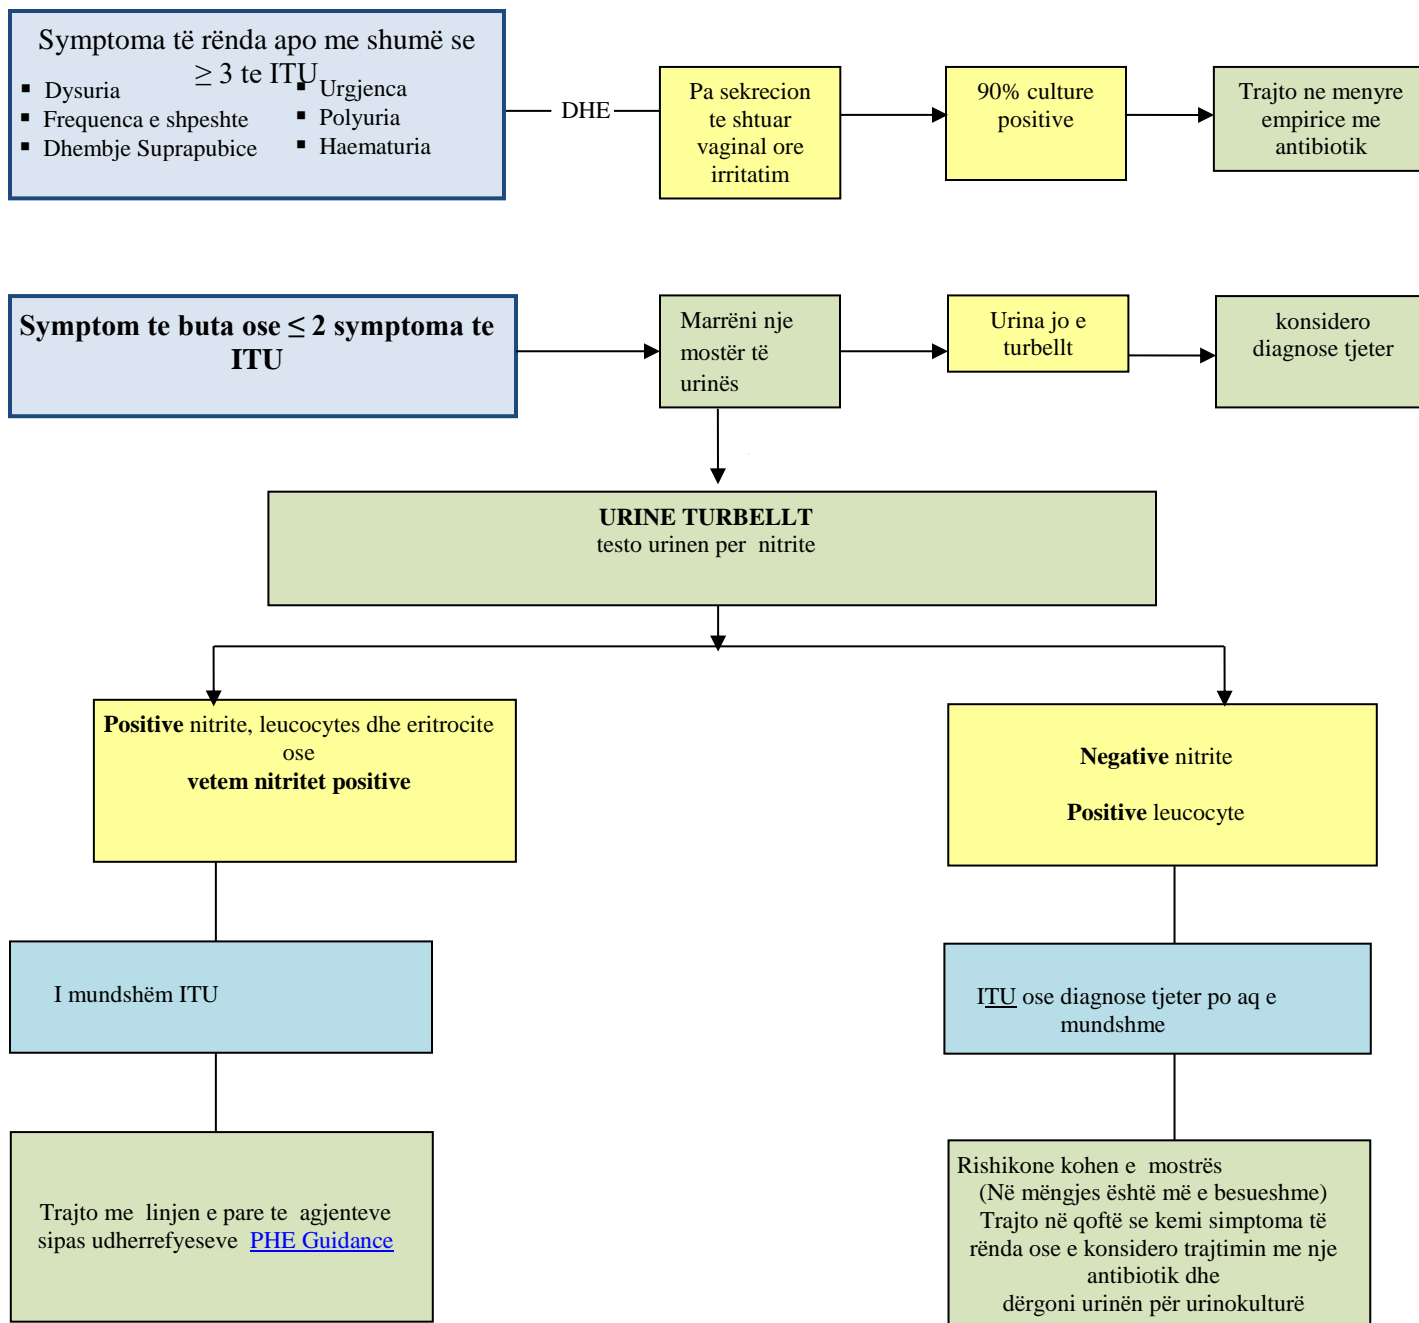 Symptoma të rënda apo me shumë se
≥ 3 te ITU
▪ Dysuria
▪ Frequenca e shpeshte
▪ Dhembje Suprapubice
▪ Urgjenca
▪ Polyuria
▪ Haematuria
DHE
Pa sekrecion
te shtuar
vaginal ore
irritatim
90% culture
positive
Trajto ne menyre
empirice me
antibiotik
Symptom te buta ose ≤ 2 symptoma te
ITU
Marrëni nje
mostër të
urinës
Urina jo e
turbellt
konsidero
diagnose tjeter
URINE TURBELLT
testo urinen per nitrite
Positive nitrite, leucocytes dhe eritrocite
ose
vetem nitritet positive
Negative nitrite
Positive leucocyte
I mundshëm ITU
ITU ose diagnose tjeter po aq e
mundshme
Trajto me linjen e pare te agjenteve
sipas udherrefyeseve PHE Guidance
Rishikone kohen e mostrës
(Në mëngjes është më e besueshme)
Trajto në qoftë se kemi simptoma të
rënda ose e konsidero trajtimin me nje
antibiotik dhe
dërgoni urinën për urinokulturë